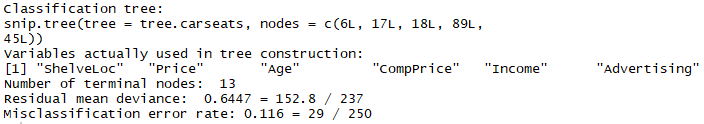 Classification tree:
snip.tree(tree = tree.carseats, nodes = c(6L, 17L, 18L, 89L,
45L))
Variables actually used in tree construction:
[1] "ShelveLoc"   "Price"       "Age"         "CompPrice"   "Income"      "Advertising"
Number of terminal nodes:  13
Residual mean deviance:  0.6447 = 152.8 / 237
Misclassification error rate: 0.116 = 29 / 250